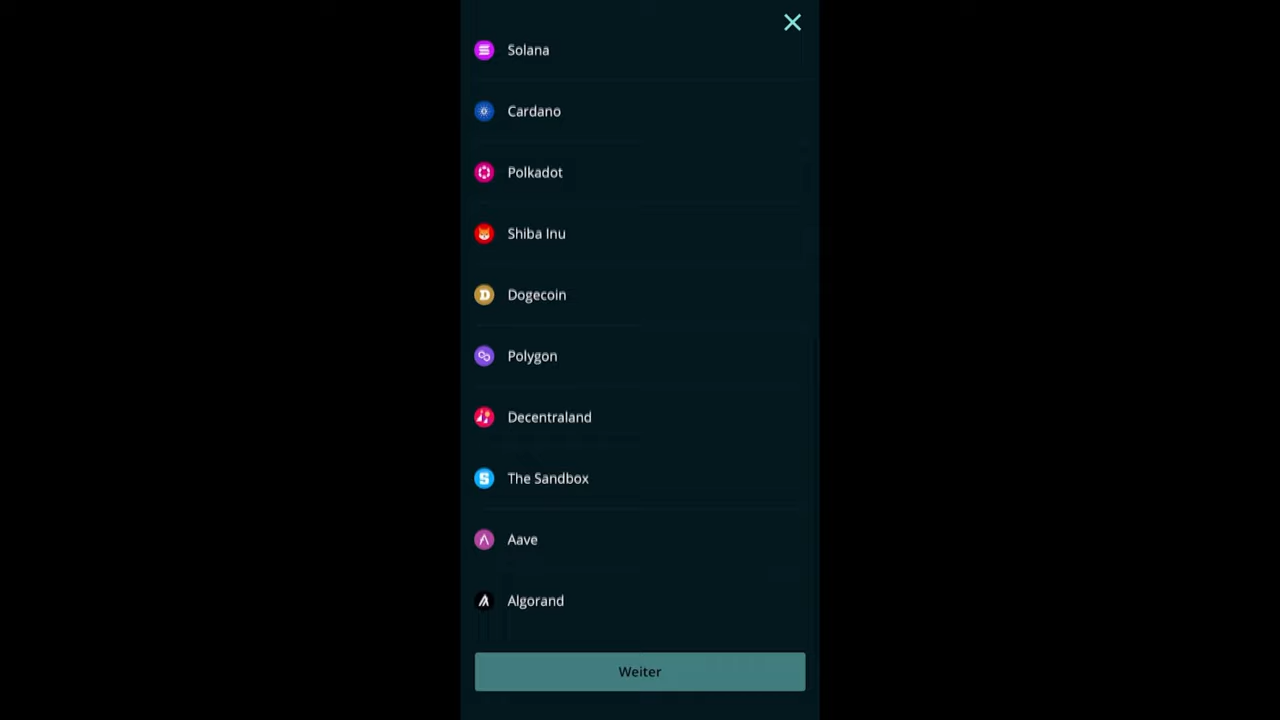 Solana
Cardano
Polkadot
Shiba Inu
Dogecoin
Polygon
Decentraland
The Sandbox
Aave
Algorand
Weiter